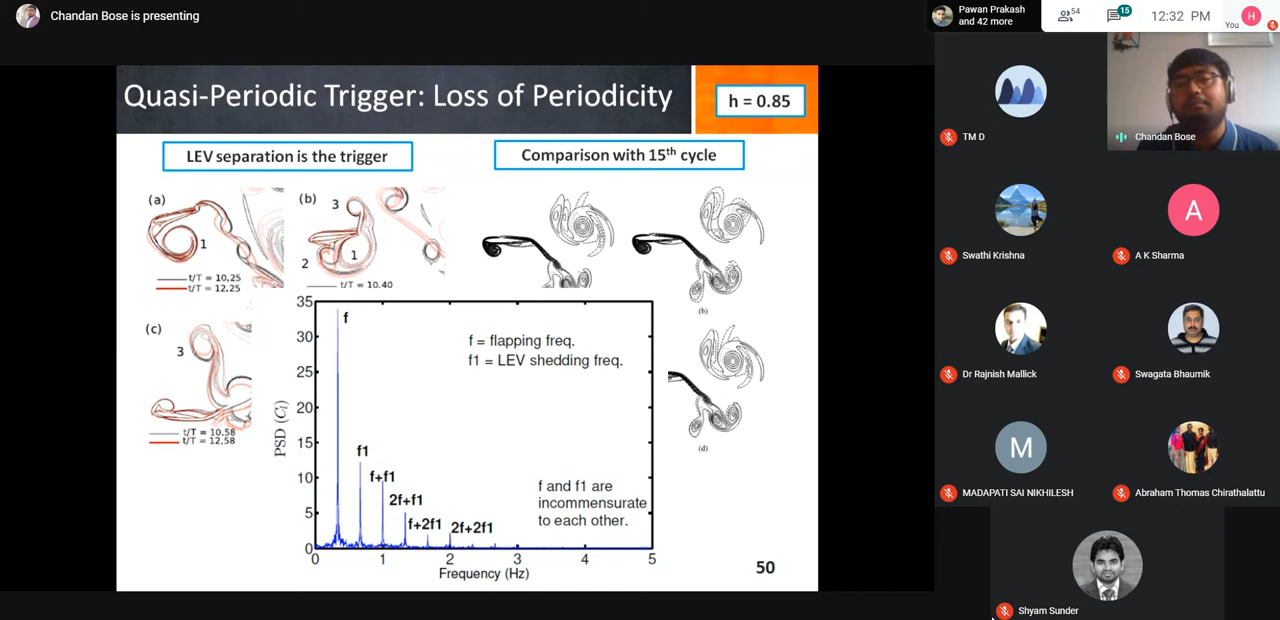 Chandan Bose is presenting
Pawan Prakash
and 42 more
54
15
12:32 PM
You
H
Quasi-Periodic Trigger: Loss of Periodicity
h = 0.85
LEV separation is the trigger
Comparison with 15th cycle
(a)
1
t/T = 10.25
t/T = 12.25
(b)
3
2
1
t/T = 10.40
(b)
(c)
3
t/T = 10.58
t/T = 12.58
(d)
35
30
25
20
15
10
5
0
PSD (Cl)
f
f1
f+f1
2f+f1
f+2f1
2f+2f1
f = flapping freq.
f1 = LEV shedding freq.
f and f1 are
incommensurate
to each other.
0 1 2 3 4 5
Frequency (Hz)
50
TM D
Chandan Bose
Swathi Krishna
A
A K Sharma
Dr Rajnish Mallick
Swagata Bhaumik
M
MADAPATI SAI NIKHILESH
Abraham Thomas Chirathalattu
Shyam Sunder